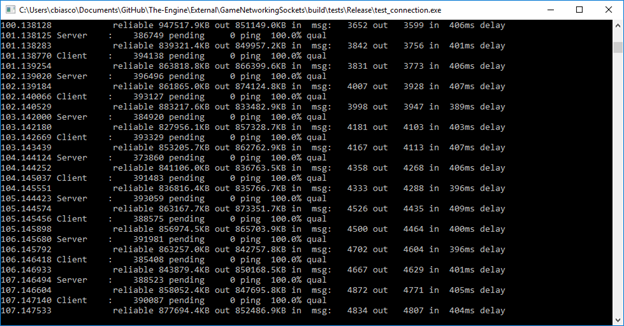 C:\Users\cbiasco\Documents\GitHub\The-Engine\External\GameNetworkingSockets\build\tests\Release\test_connection.exe
100.138128 reliable 947517.9KB out 851149.0KB in msg: 3652 out 3599 in 406ms delay
101.138125 Server : 386749 pending 0 ping 100.0% qual
101.138283 reliable 839321.4KB out 849957.2KB in msg: 3842 out 3756 in 401ms delay
101.138770 Client : 394138 pending 0 ping 100.0% qual
101.139254 reliable 863818.8KB out 866399.6KB in msg: 3831 out 3773 in 406ms delay
102.139020 Server : 396496 pending 0 ping 100.0% qual
102.139184 reliable 861865.0KB out 874124.8KB in msg: 4007 out 3928 in 407ms delay
102.140066 Client : 393127 pending 0 ping 100.0% qual
102.140529 reliable 883217.6KB out 833482.9KB in msg: 3998 out 3947 in 389ms delay
103.142000 Server : 384920 pending 0 ping 100.0% qual
103.142180 reliable 827956.1KB out 857328.7KB in msg: 4181 out 4103 in 403ms delay
103.142669 Client : 393329 pending 0 ping 100.0% qual
103.143439 reliable 853205.7KB out 862762.9KB in msg: 4167 out 4113 in 407ms delay
104.144124 Server : 373860 pending 0 ping 100.0% qual
104.144252 reliable 841106.0KB out 836763.5KB in msg: 4358 out 4268 in 406ms delay
104.145037 Client : 391483 pending 0 ping 100.0% qual
104.145551 reliable 836816.4KB out 835766.7KB in msg: 4333 out 4288 in 396ms delay
105.144423 Server : 393059 pending 0 ping 100.0% qual
105.144574 reliable 863167.7KB out 873351.7KB in msg: 4526 out 4435 in 409ms delay
105.145456 Client : 388575 pending 0 ping 100.0% qual
105.145898 reliable 856974.5KB out 865703.9KB in msg: 4500 out 4464 in 400ms delay
106.145680 Server : 391981 pending 0 ping 100.0% qual
106.145792 reliable 863257.0KB out 842757.8KB in msg: 4702 out 4604 in 396ms delay
106.146418 Client : 385408 pending 0 ping 100.0% qual
106.146933 reliable 843879.4KB out 850168.5KB in msg: 4667 out 4629 in 401ms delay
107.146494 Server : 388523 pending 0 ping 100.0% qual
107.146604 reliable 858052.4KB out 847695.8KB in msg: 4872 out 4771 in 405ms delay
107.147140 Client : 390087 pending 0 ping 100.0% qual
107.147533 reliable 877694.4KB out 852486.9KB in msg: 4834 out 4807 in 404ms delay